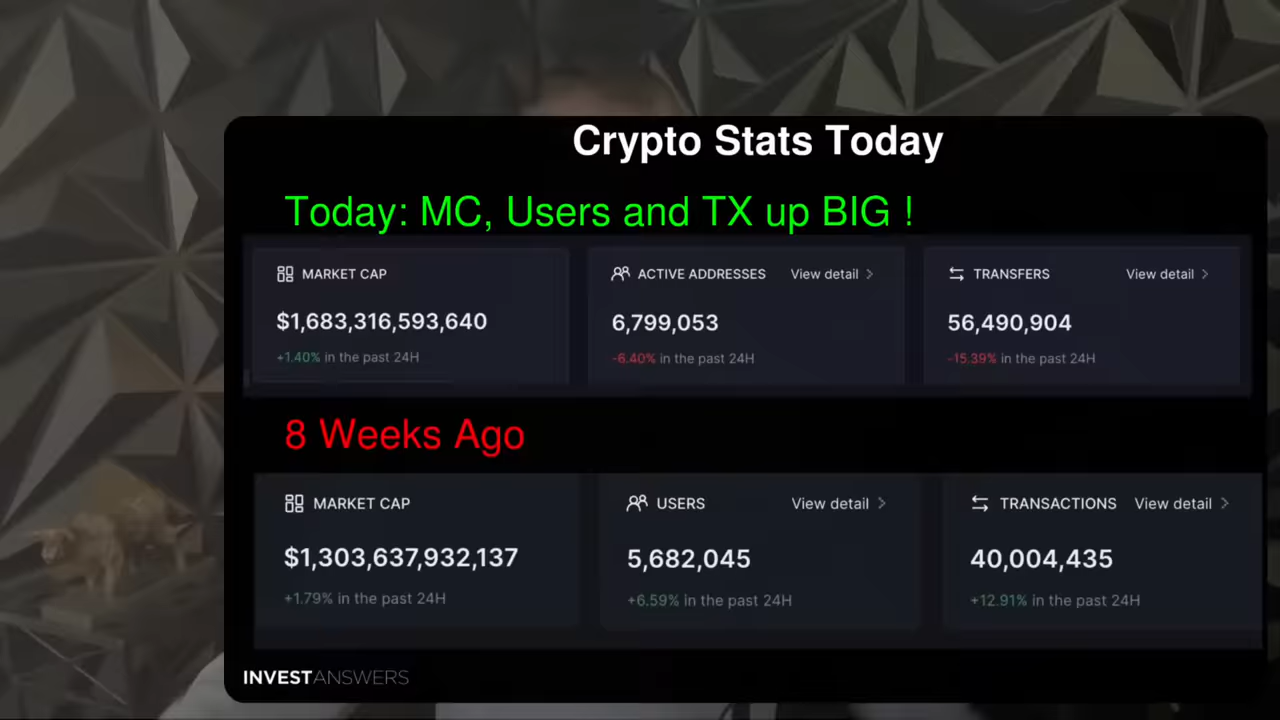 Crypto Stats Today
Today: MC, Users and TX up BIG !
MARKET CAP
ACTIVE ADDRESSES View detail >
TRANSFERS View detail >
$1,683,316,593,640
6,799,053
56,490,904
+1.40% in the past 24H
-6.40% in the past 24H
-15.39% in the past 24H
8 Weeks Ago
MARKET CAP
USERS View detail >
TRANSACTIONS View detail >
$1,303,637,932,137
5,682,045
40,004,435
+1.79% in the past 24H
+6.59% in the past 24H
+12.91% in the past 24H
INVESTANSWERS